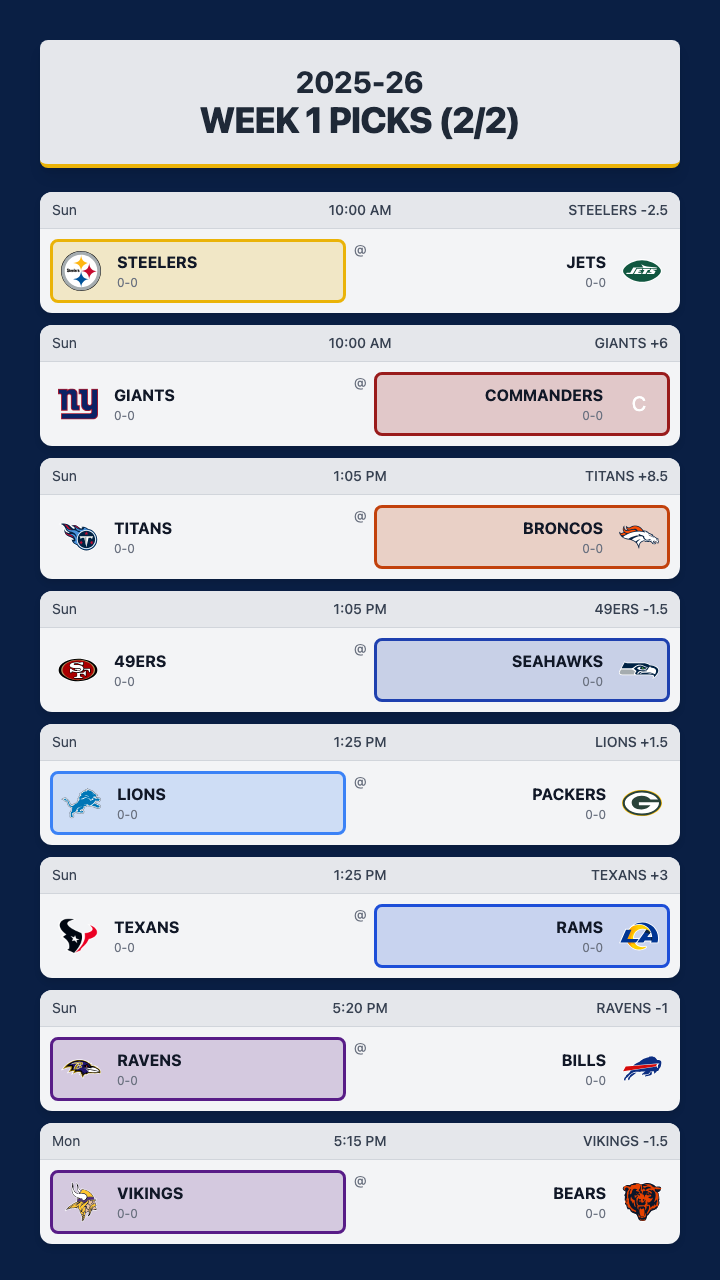 2025-26
WEEK 1 PICKS (2/2)
Sun 10:00 AM STEELERS -2.5
Steelers STEELERS @ JETS JETS
0-0 0-0
Sun 10:00 AM GIANTS +6
ny GIANTS @ COMMANDERS C
0-0 0-0
Sun 1:05 PM TITANS +8.5
T TITANS @ BRONCOS
0-0 0-0
Sun 1:05 PM 49ERS -1.5
SF 49ERS @ SEAHAWKS
0-0 0-0
Sun 1:25 PM LIONS +1.5
LIONS @ PACKERS G
0-0 0-0
Sun 1:25 PM TEXANS +3
TEXANS @ RAMS LA
0-0 0-0
Sun 5:20 PM RAVENS -1
RAVENS @ BILLS
0-0 0-0
Mon 5:15 PM VIKINGS -1.5
VIKINGS @ BEARS
0-0 0-0